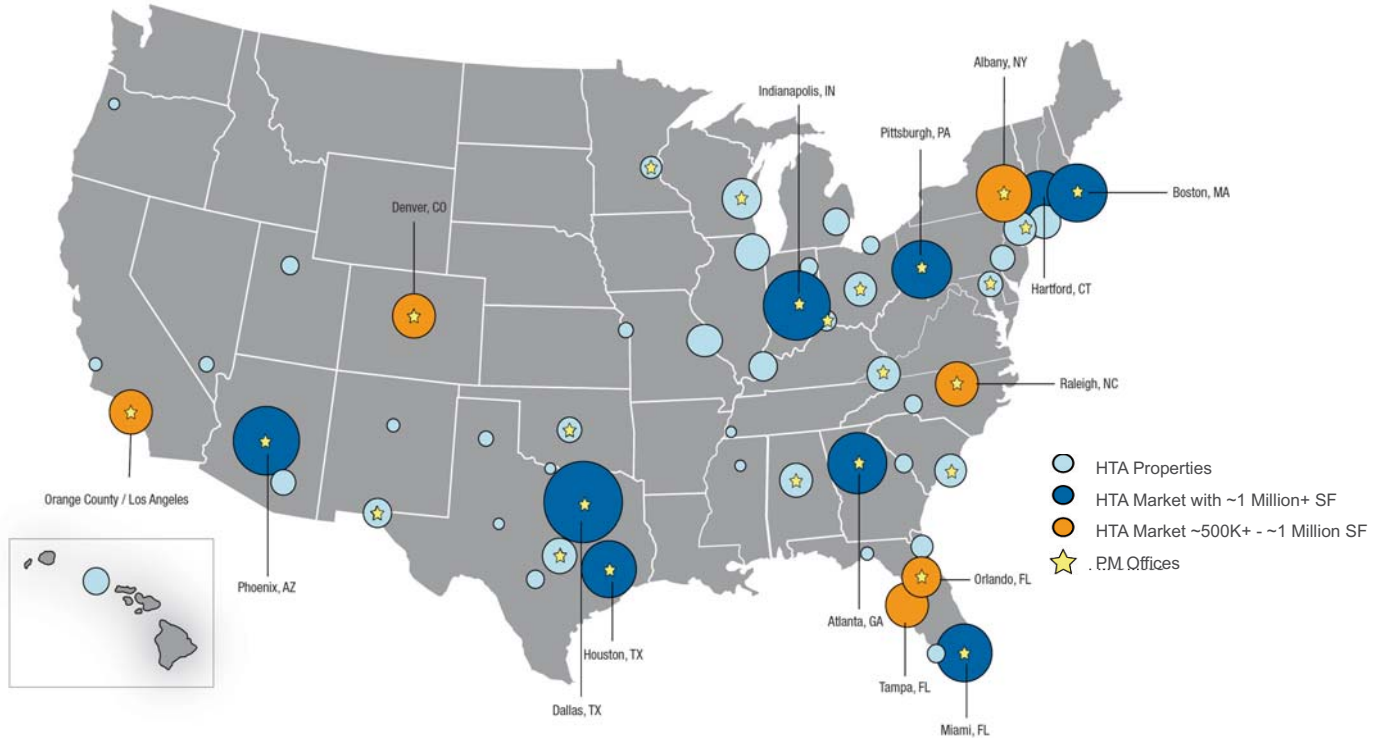 Albany, NY
Indianapolis, IN
Pittsburgh, PA
Boston, MA
Denver, CO
Hartford, CT
Raleigh, NC
HTA Properties
Orange County / Los Angeles
HTA Market with ~1 Million+ SF
HTA Market ~500K+ - ~1 Million SF
PM Offices
Orlando, FL
Phoenix, AZ
Atlanta, GA
Houston, TX
Tampa, FL
Dallas, TX
Miami, FL